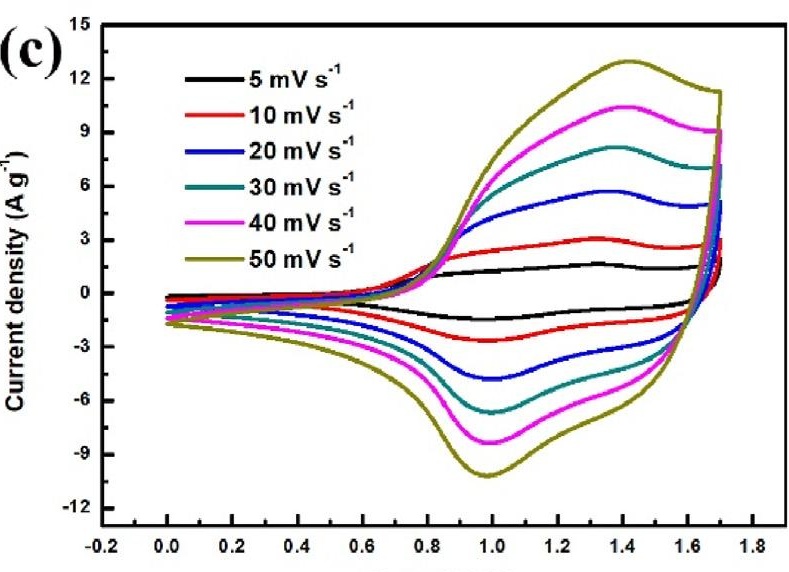 (c)
15
12
9
6
3
0
-3
-6
-9
-12
Current density (A g⁻¹)
5 mV s⁻¹
10 mV s⁻¹
20 mV s⁻¹
30 mV s⁻¹
40 mV s⁻¹
50 mV s⁻¹
-0.2 0.0 0.2 0.4 0.6 0.8 1.0 1.2 1.4 1.6 1.8